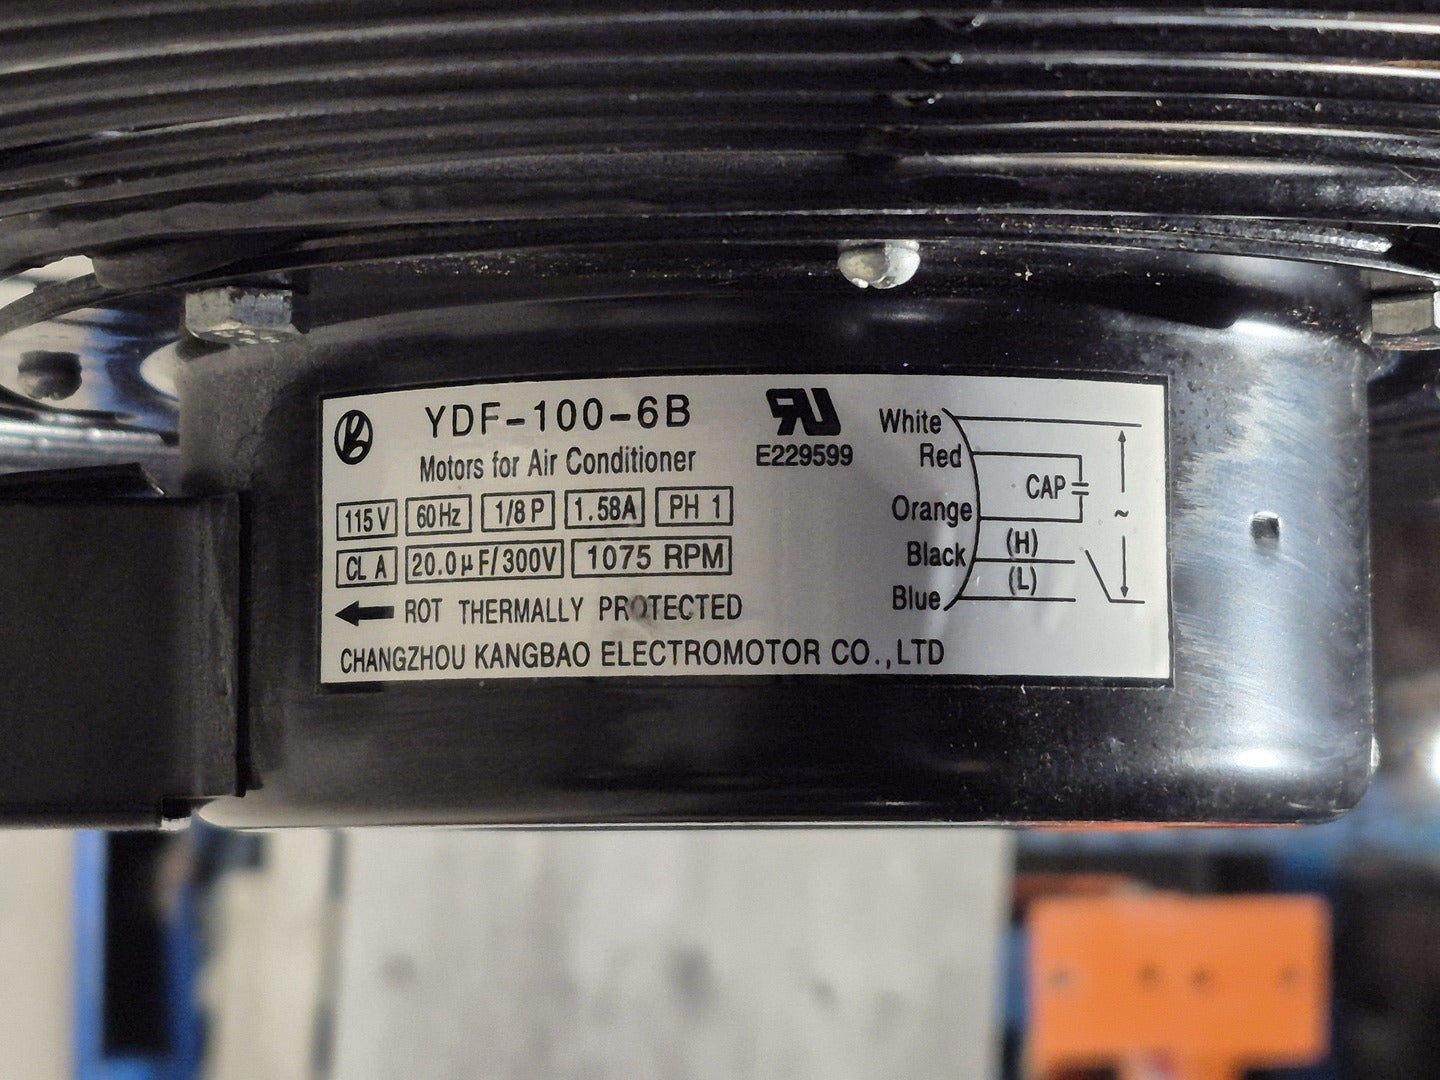 YDF-100-6B
Motors for Air Conditioner
115V 60Hz 1/8P 1.58A PH 1
CL A 20.0μF/300V 1075 RPM
ROT THERMALLY PROTECTED
CHANGZHOU KANGBAO ELECTROMOTOR CO.,LTD
E229599
White
Red
CAP
Orange
~
Black (H)
Blue (L)